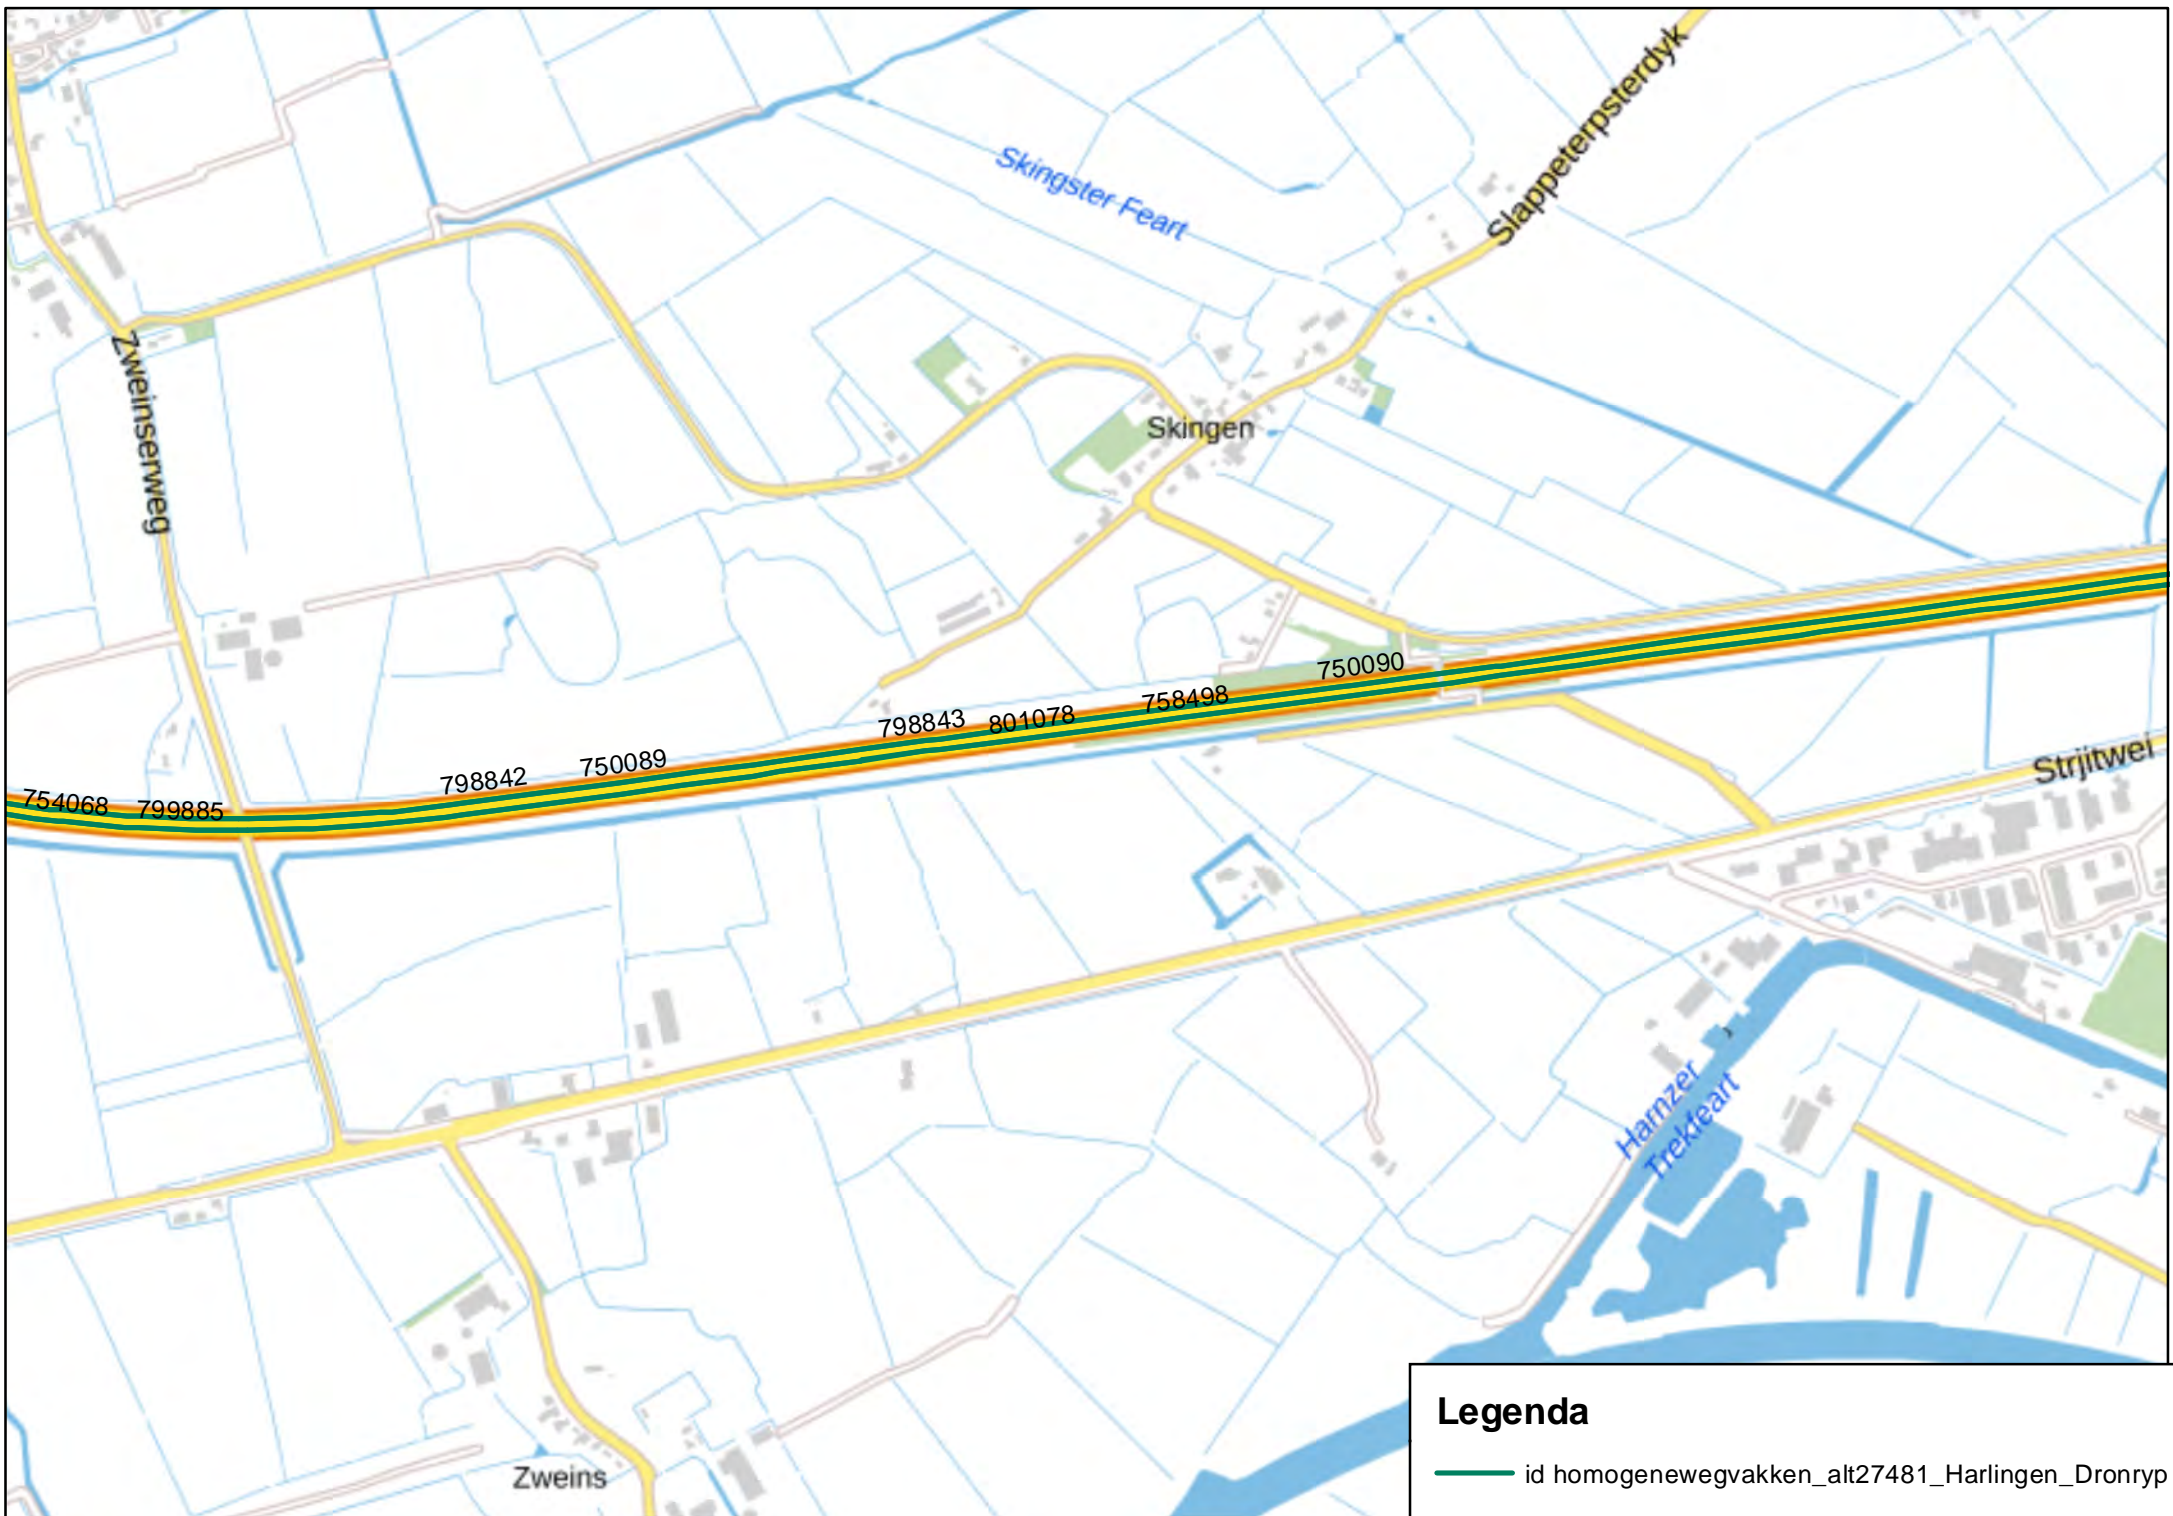 Slappeterpsterdyk
Skingster Feart
Zweinserweg
Skingen
750090
758498
801078
798843
750089
798842
754068
799885
Strjitwei
Harnzer
Trekfeart
Zweins
Legenda
id homogenewegvakken_alt27481_Harlingen_Dronryp